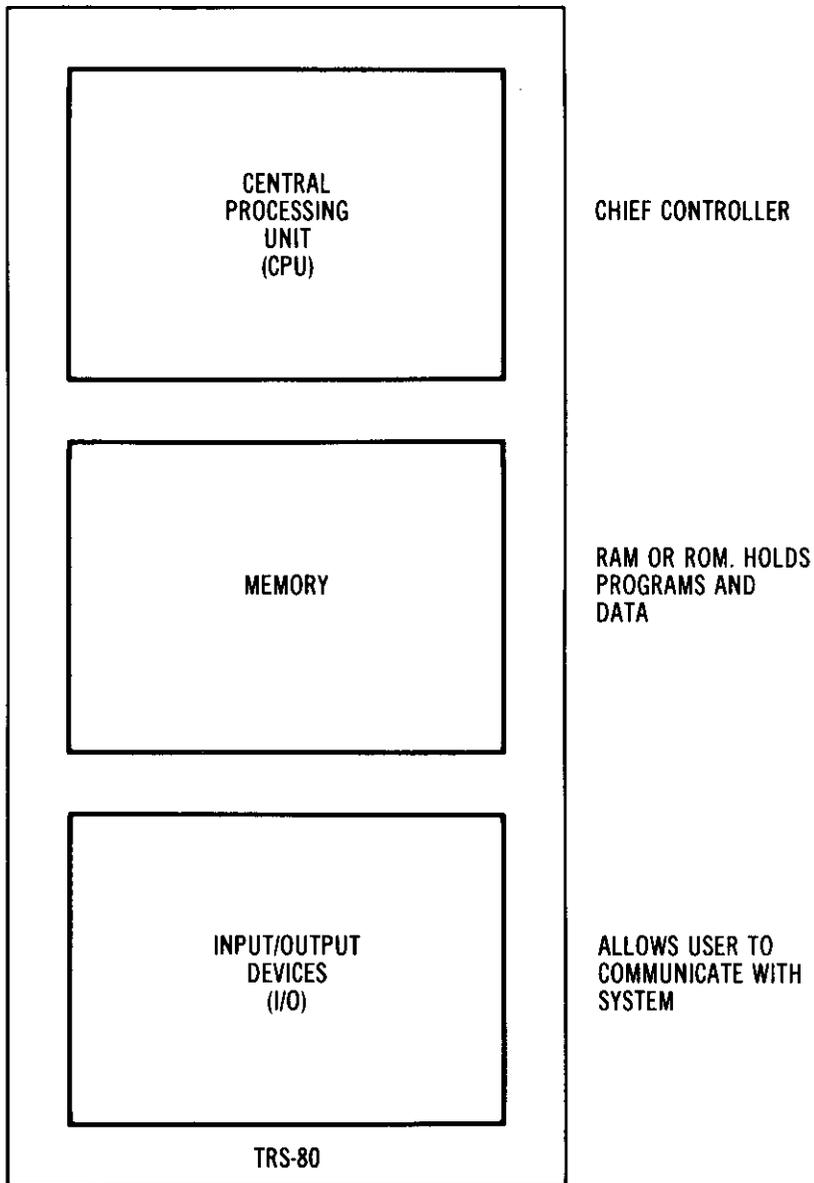 CENTRAL
PROCESSING
UNIT
(CPU)
CHIEF CONTROLLER
MEMORY
RAM OR ROM. HOLDS
PROGRAMS AND
DATA
INPUT/OUTPUT
DEVICES
(I/O)
ALLOWS USER TO
COMMUNICATE WITH
SYSTEM
TRS-80